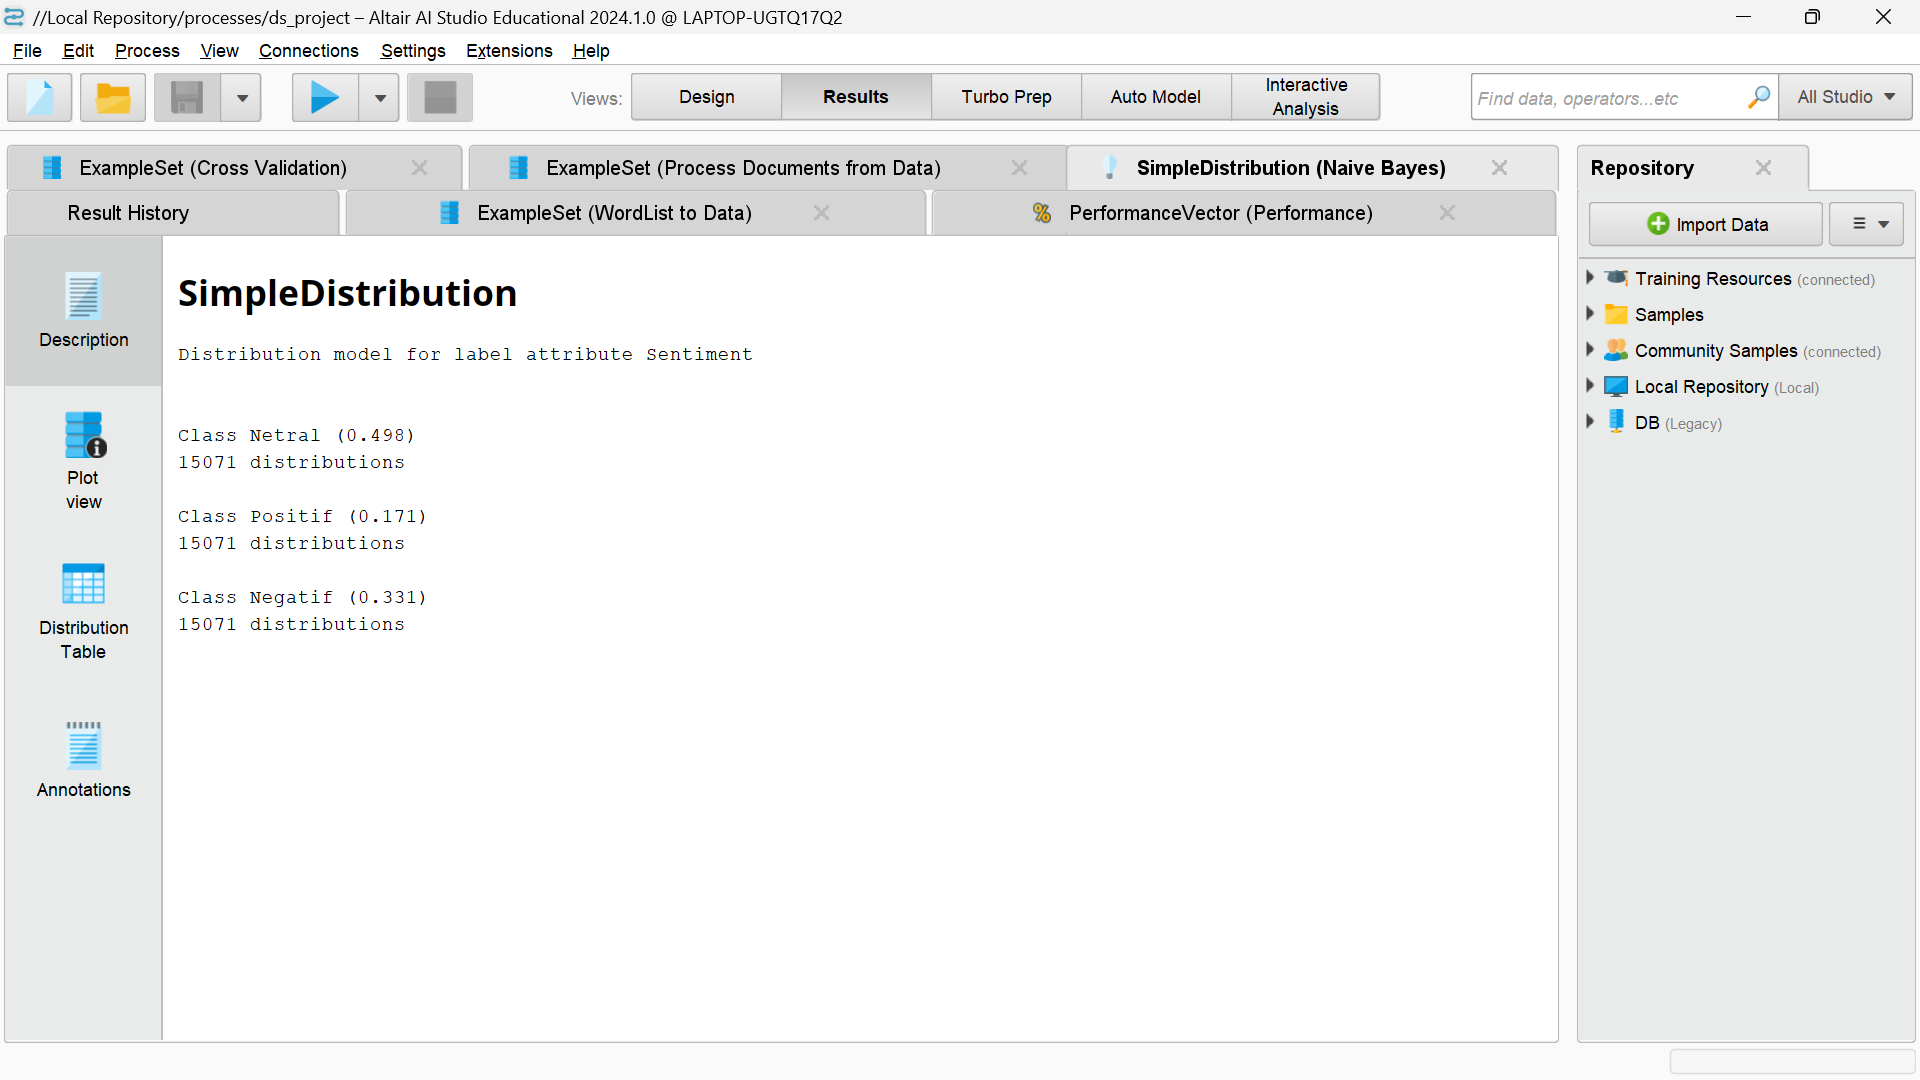 //Local Repository/processes/ds_project – Altair AI Studio Educational 2024.1.0 @ LAPTOP-UGTQ17Q2
File Edit Process View Connections Settings Extensions Help
Views: Design Results Turbo Prep Auto Model Interactive Analysis
Find data, operators...etc All Studio
ExampleSet (Cross Validation) ExampleSet (Process Documents from Data) SimpleDistribution (Naive Bayes)
Result History ExampleSet (WordList to Data) PerformanceVector (Performance)
Description
Plot
view
Distribution
Table
Annotations
SimpleDistribution
Distribution model for label attribute Sentiment
Class Netral (0.498)
15071 distributions
Class Positif (0.171)
15071 distributions
Class Negatif (0.331)
15071 distributions
Repository
Import Data
Training Resources (connected)
Samples
Community Samples (connected)
Local Repository (Local)
DB (Legacy)